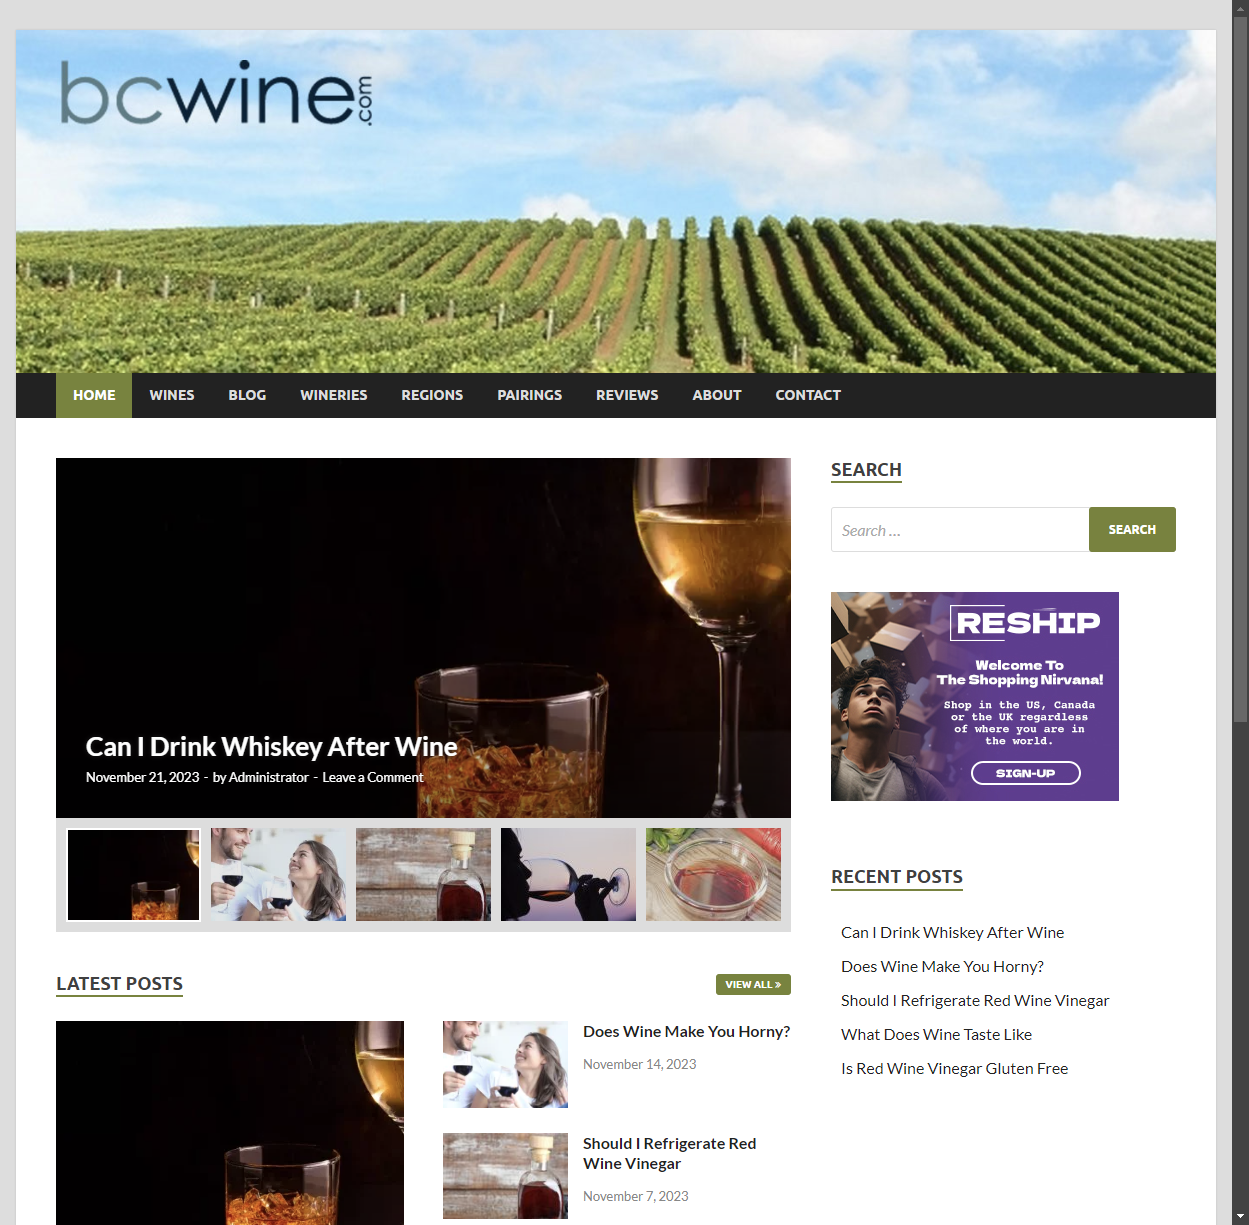 bcwine.com
HOME WINES BLOG WINERIES REGIONS PAIRINGS REVIEWS ABOUT CONTACT
Can I Drink Whiskey After Wine
November 21, 2023 - by Administrator - Leave a Comment
LATEST POSTS
VIEW ALL »
Does Wine Make You Horny?
November 14, 2023
Should I Refrigerate Red
Wine Vinegar
November 7, 2023
SEARCH
Search ...
SEARCH
RESHIP
Welcome To
The Shopping Nirvana!
Shop in the US, Canada
or the UK regardless
of where you are in
the world.
SIGN-UP
RECENT POSTS
Can I Drink Whiskey After Wine
Does Wine Make You Horny?
Should I Refrigerate Red Wine Vinegar
What Does Wine Taste Like
Is Red Wine Vinegar Gluten Free